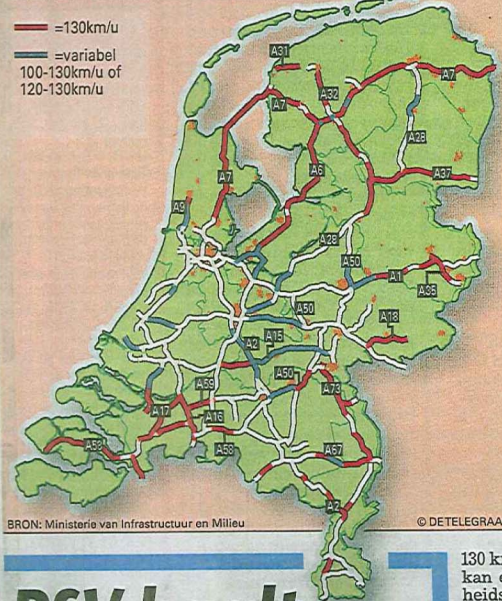 =130km/u
=variabel
100-130km/u of
120-130km/u
A31
A7
A32
A7
A28
A6
A37
A7
A9
A28
A50
A1
A35
A50
A18
A2
A15
A50
A59
A73
A17
A16
A58
A58
A67
A2
BRON: Ministerie van Infrastructuur en Milieu
© DETELEGRAA
130 k
kan
heids